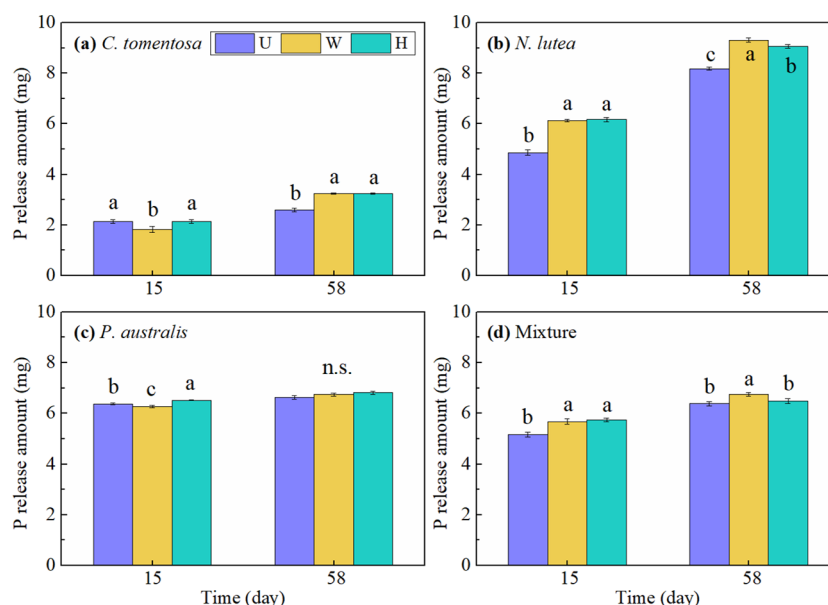 (a) C. tomentosa U W H
P release amount (mg)
10
8
6
4
2
0
a b a b a a
15 58
(b) N. lutea
P release amount (mg)
10
8
6
4
2
0
b a a c a b
15 58
(c) P. australis
P release amount (mg)
10
8
6
4
2
0
b c a n.s.
15 58
Time (day)
(d) Mixture
P release amount (mg)
10
8
6
4
2
0
b a a b a b
15 58
Time (day)